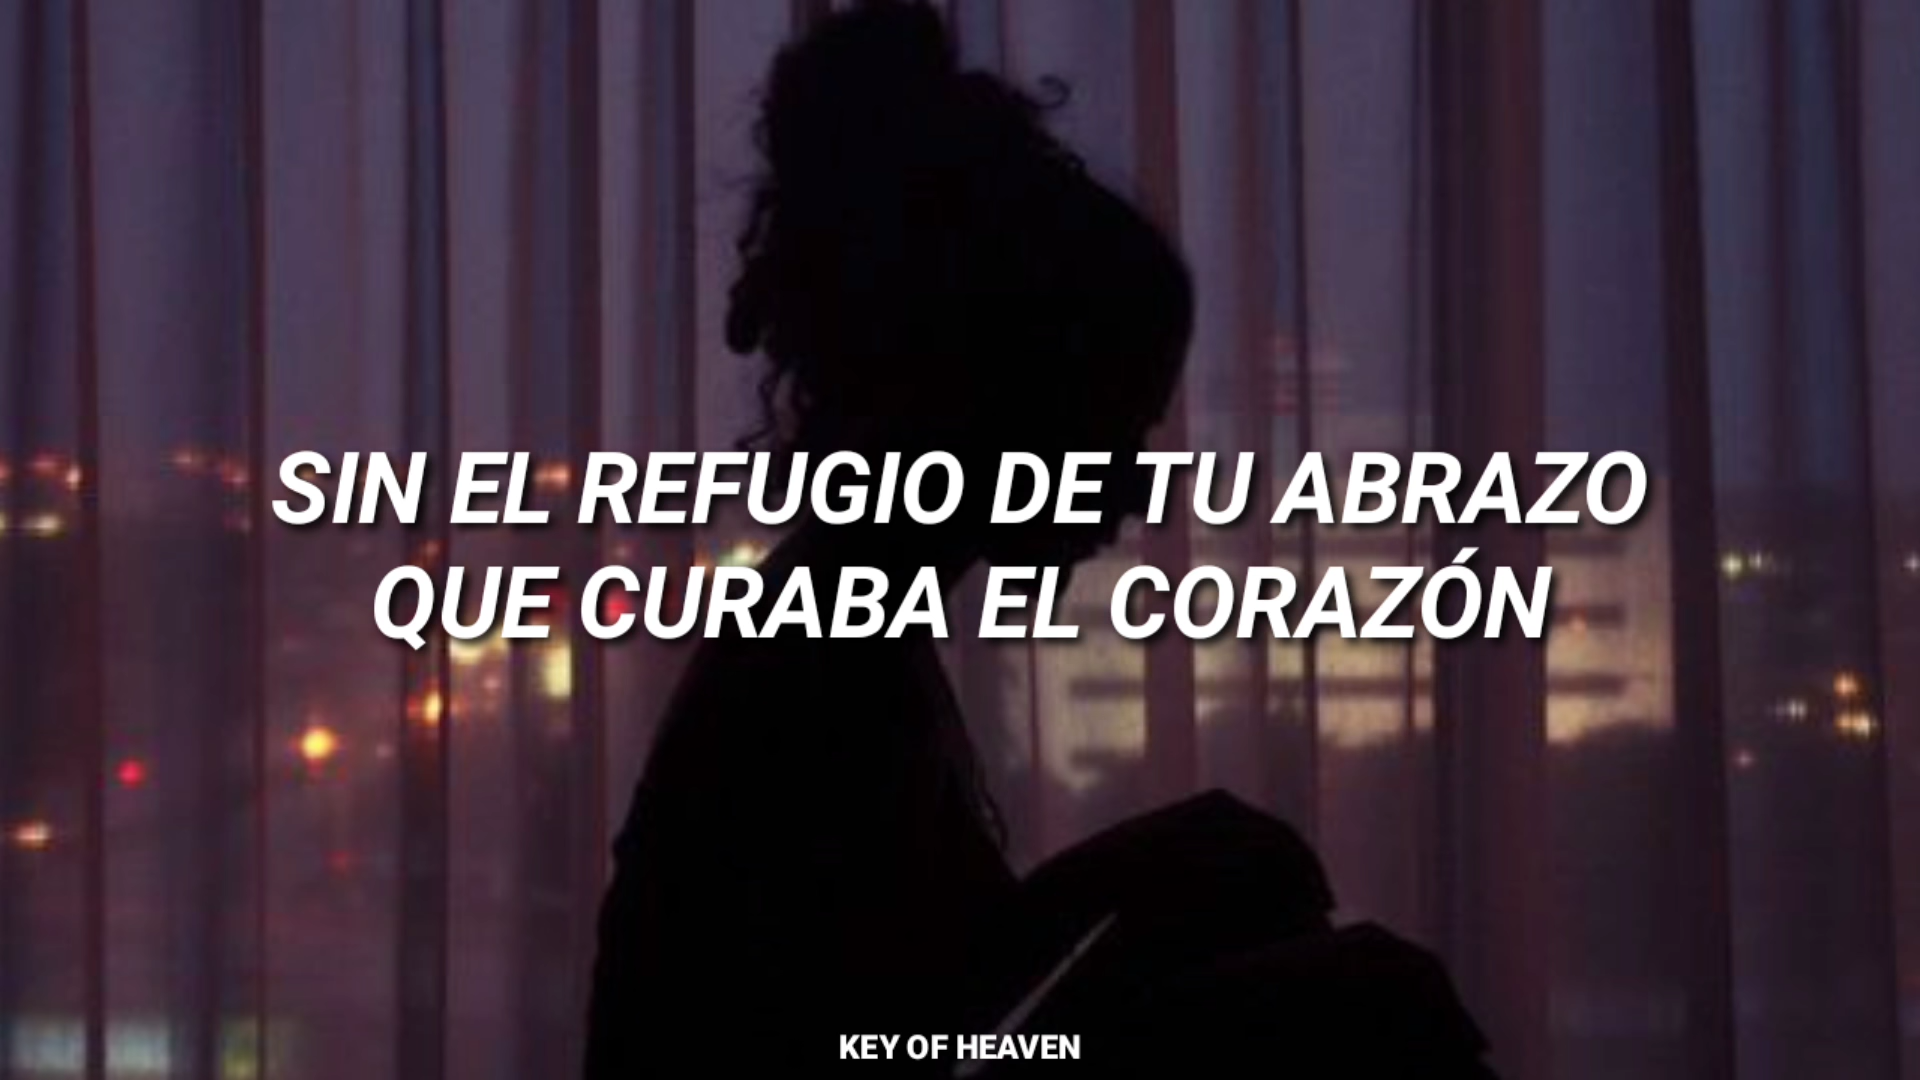 SIN EL REFUGIO DE TU ABRAZO
QUE CURABA EL CORAZÓN
KEY OF HEAVEN